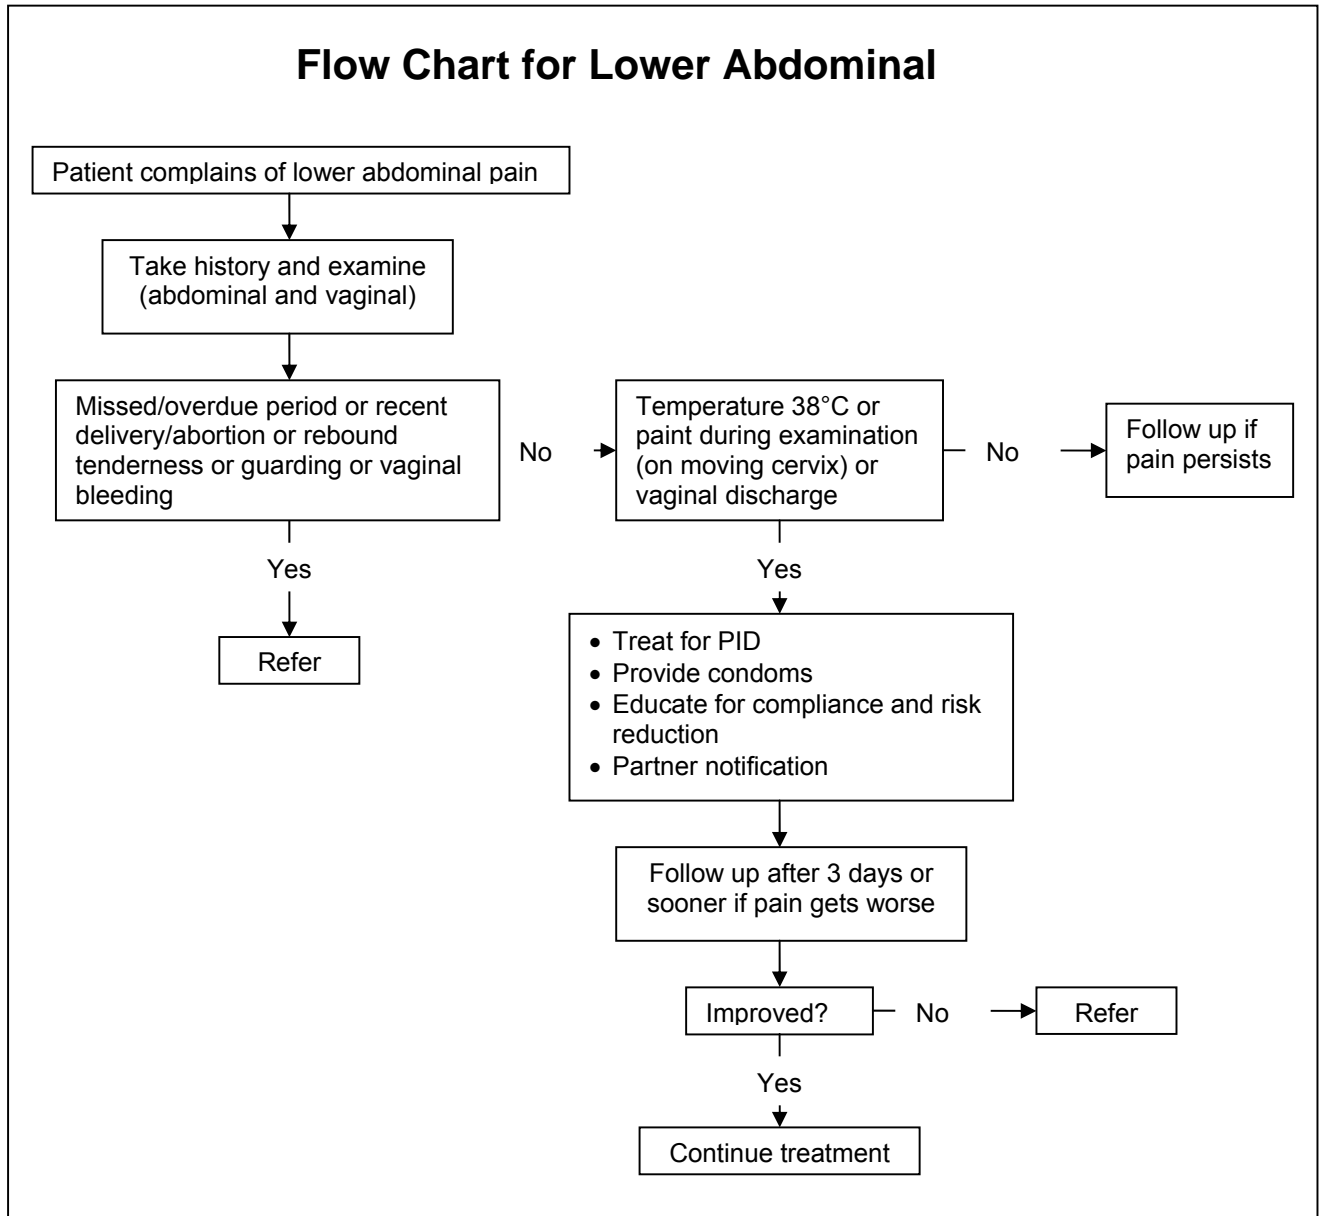 Flow Chart for Lower Abdominal
Patient complains of lower abdominal pain
Take history and examine
(abdominal and vaginal)
Missed/overdue period or recent
delivery/abortion or rebound
tenderness or guarding or vaginal
bleeding
No
Temperature 38°C or
paint during examination
(on moving cervix) or
vaginal discharge
No
Follow up if
pain persists
Yes
Refer
Yes
• Treat for PID
• Provide condoms
• Educate for compliance and risk
reduction
• Partner notification
Follow up after 3 days or
sooner if pain gets worse
Improved?
No
Refer
Yes
Continue treatment